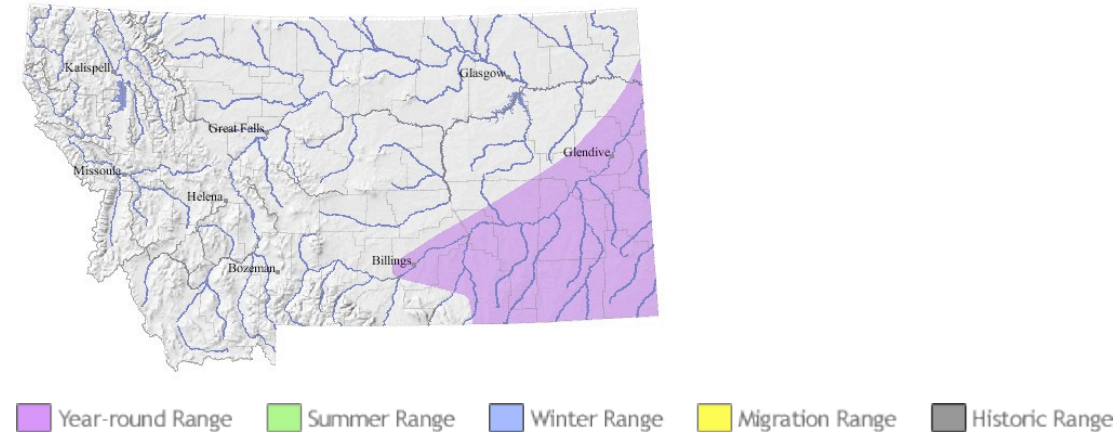 Kalispell
Glasgow
Great Falls
Glendive
Missoula
Helena
Billings
Bozeman
Year-round Range Summer Range Winter Range Migration Range Historic Range